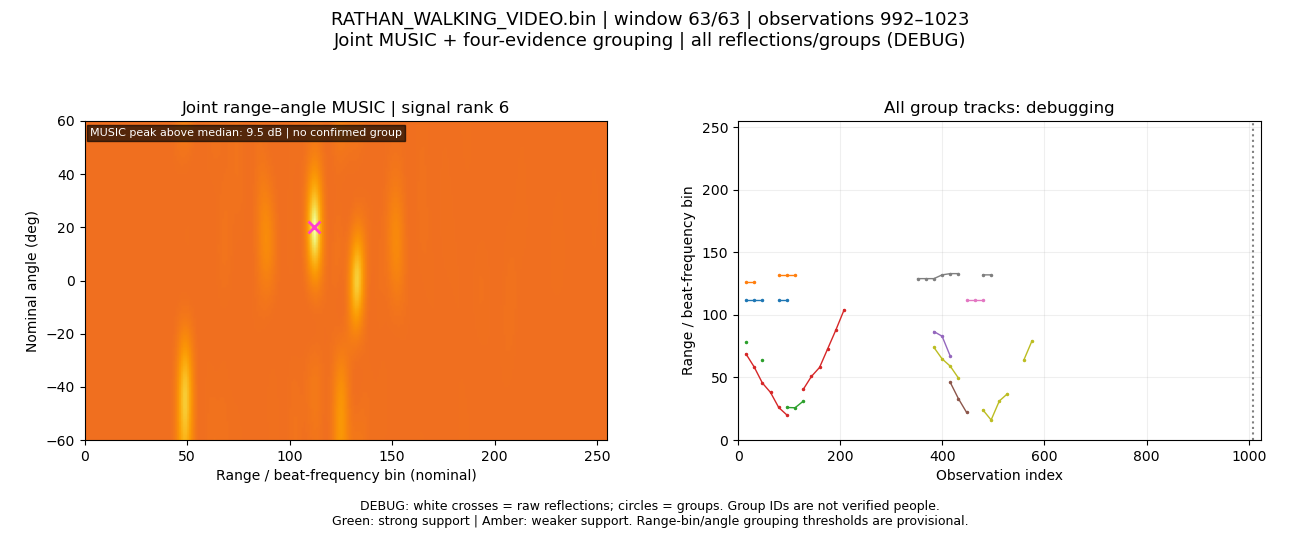 RATHAN_WALKING_VIDEO.bin | window 63/63 | observations 992–1023
Joint MUSIC + four-evidence grouping | all reflections/groups (DEBUG)
Joint range–angle MUSIC | signal rank 6
MUSIC peak above median: 9.5 dB | no confirmed group
60
40
20
0
−20
−40
−60
Nominal angle (deg)
0
50
100
150
200
250
Range / beat-frequency bin (nominal)
All group tracks: debugging
250
200
150
100
50
0
Range / beat-frequency bin
0
200
400
600
800
1000
Observation index
DEBUG: white crosses = raw reflections; circles = groups. Group IDs are not verified people.
Green: strong support | Amber: weaker support. Range-bin/angle grouping thresholds are provisional.